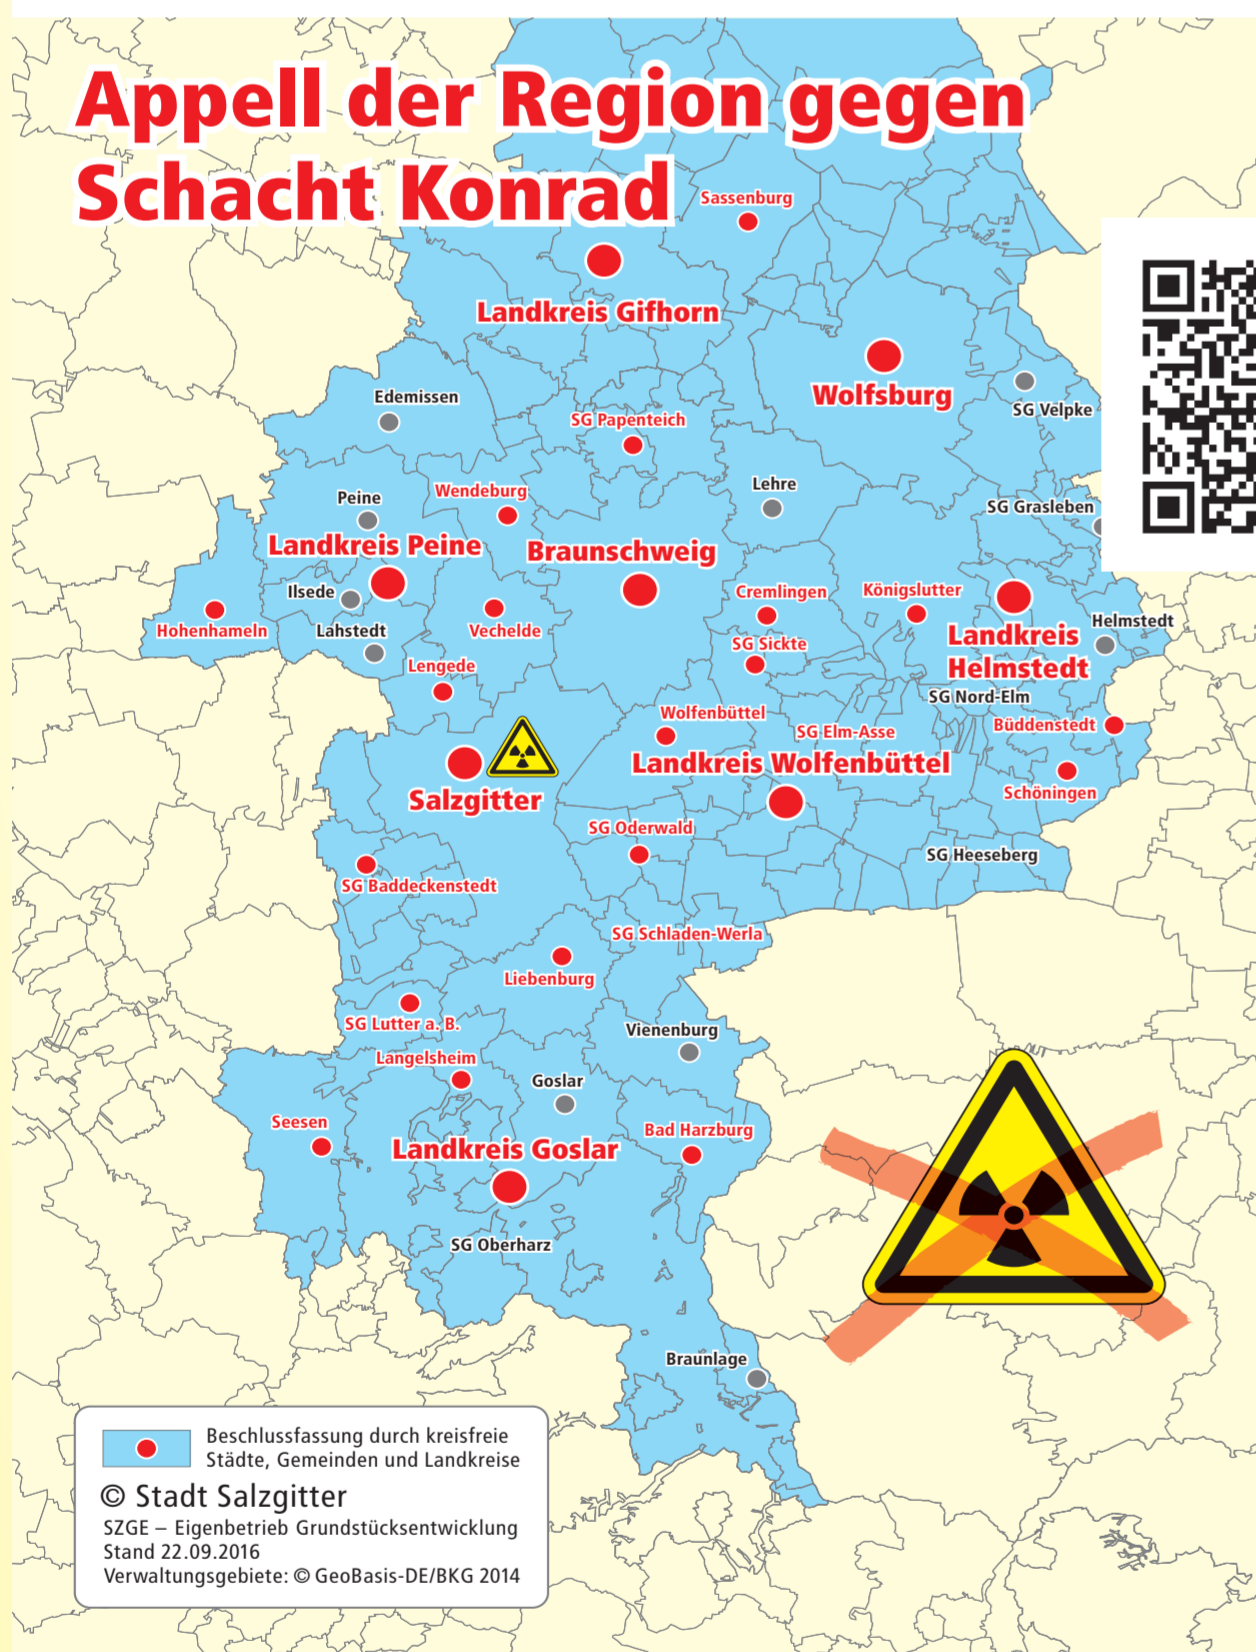 Appell der Region gegen
Schacht Konrad
Sassenburg
Landkreis Gifhorn
Wolfsburg
Edemissen
SG Velpke
SG Papenteich
Lehre
Wendeburg
Peine
SG Grasleben
Landkreis Peine
Braunschweig
Ilsede
Cremlingen
Königslutter
Hohenhameln
Lahstedt
Vechelde
Helmstedt
SG Sickte
Landkreis
Helmstedt
Lengede
SG Nord-Elm
Wolfenbüttel
SG Elm-Asse
Büddenstedt
Landkreis Wolfenbüttel
Salzgitter
Schöningen
SG Oderwald
SG Heeseberg
SG Baddeckenstedt
SG Schladen-Werla
Liebenburg
SG Lutter a. B.
Vienenburg
Langelsheim
Goslar
Seesen
Bad Harzburg
Landkreis Goslar
SG Oberharz
Braunlage
Beschlussfassung durch kreisfreie
Städte, Gemeinden und Landkreise
© Stadt Salzgitter
SZGE – Eigenbetrieb Grundstücksentwicklung
Stand 22.09.2016
Verwaltungsgebiete: © GeoBasis-DE/BKG 2014